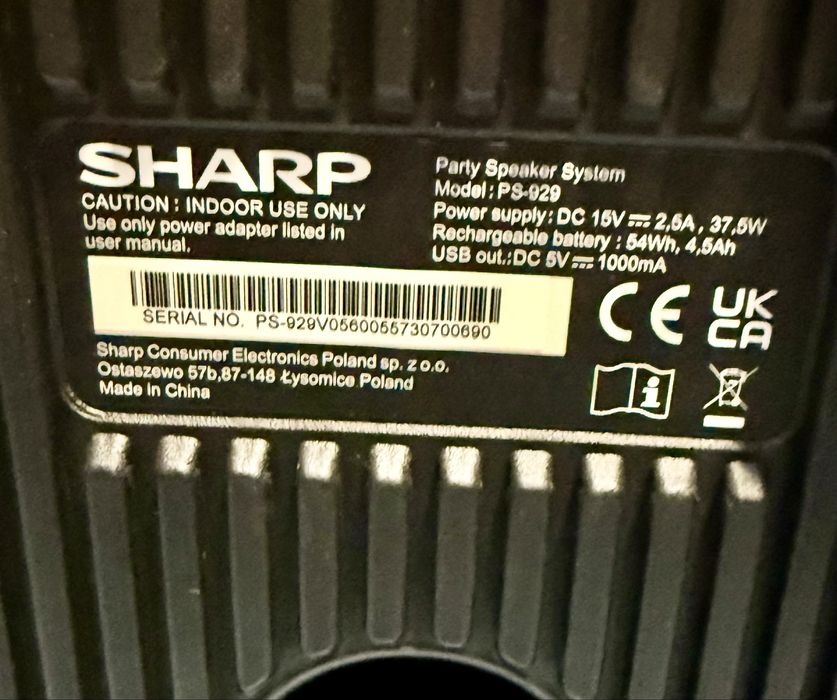 SHARP
CAUTION : INDOOR USE ONLY
Use only power adapter listed in
user manual.
Party Speaker System
Model : PS-929
Power supply : DC 15V ⎓ 2,5A , 37,5W
Rechargeable battery : 54Wh, 4,5Ah
USB out.:DC 5V ⎓ 1000mA
SERIAL NO. PS-929V0560055730700690
CE
UK
CA
Sharp Consumer Electronics Poland sp. z o.o.
Ostaszewo 57b,87-148 Łysomice Poland
Made in China